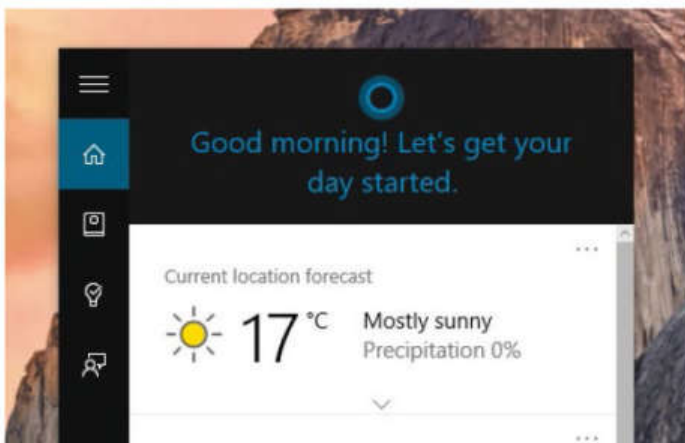 Good morning! Let's get your
day started.
Current location forecast
17 °C
Mostly sunny
Precipitation 0%